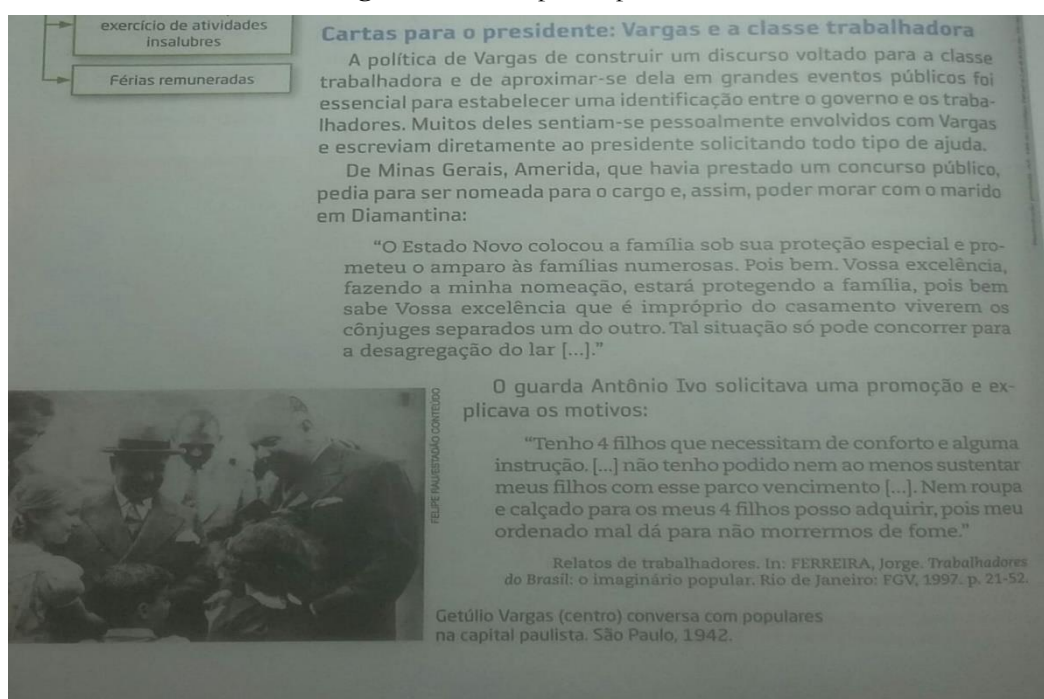 exercício de atividades
insalubres
Férias remuneradas
Cartas para o presidente: Vargas e a classe trabalhadora
A política de Vargas de construir um discurso voltado para a classe
trabalhadora e de aproximar-se dela em grandes eventos públicos foi
essencial para estabelecer uma identificação entre o governo e os traba-
lhadores. Muitos deles sentiam-se pessoalmente envolvidos com Vargas
e escreviam diretamente ao presidente solicitando todo tipo de ajuda.
De Minas Gerais, Amerida, que havia prestado um concurso público,
pedia para ser nomeada para o cargo e, assim, poder morar com o marido
em Diamantina:
"O Estado Novo colocou a família sob sua proteção especial e pro-
meteu o amparo às famílias numerosas. Pois bem. Vossa excelência,
fazendo a minha nomeação, estará protegendo a família, pois bem
sabe Vossa excelência que é impróprio do casamento viverem os
cônjuges separados um do outro. Tal situação só pode concorrer para
a desagregação do lar [...]."
O guarda Antônio Ivo solicitava uma promoção e ex-
plicava os motivos:
"Tenho 4 filhos que necessitam de conforto e alguma
instrução. [...] não tenho podido nem ao menos sustentar
meus filhos com esse parco vencimento [...]. Nem roupa
e calçado para os meus 4 filhos posso adquirir, pois meu
ordenado mal dá para não morrermos de fome."
Relatos de trabalhadores. In: FERREIRA, Jorge. Trabalhadores
do Brasil: o imaginário popular. Rio de Janeiro: FGV, 1997. p. 21-52.
FELIPE RAU/ESTADÃO CONTEÚDO
Getúlio Vargas (centro) conversa com populares
na capital paulista. São Paulo, 1942.